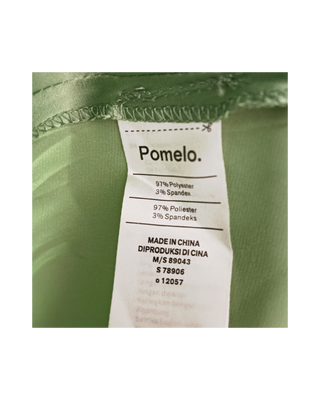 Pomelo.
97% Polyester
3% Spandex
97% Poliester
3% Spandeks
MADE IN CHINA
DIPRODUKSI DI CINA
M/S 89043
S 78906
o 12057